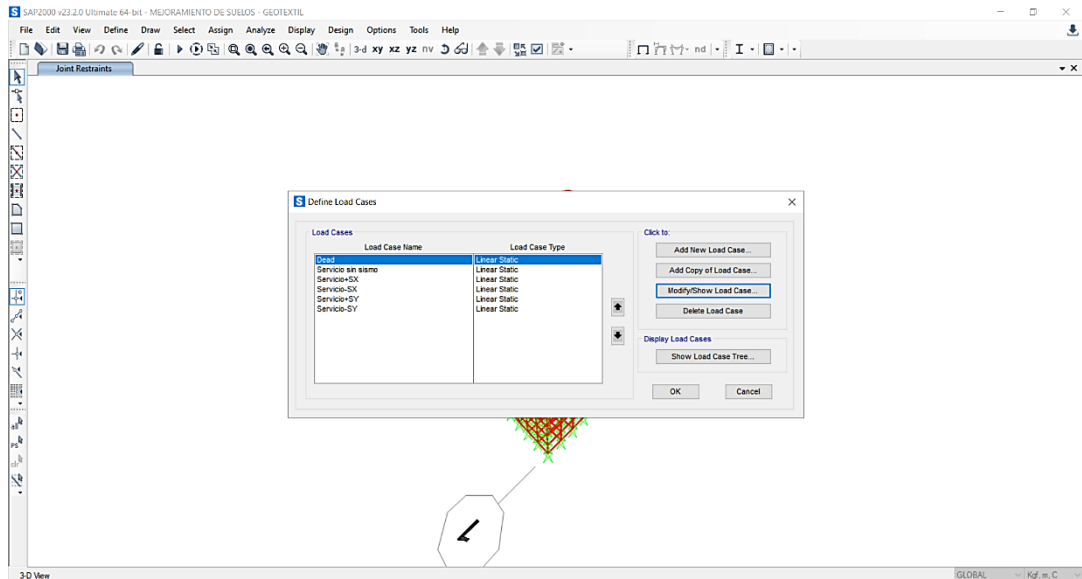 SAP2000 v23.2.0 Ultimate 64-bit - MEJORAMIENTO DE SUELOS - GEOTEXTIL
File Edit View Define Draw Select Assign Analyze Display Design Options Tools Help
3-d xy xz yz nv
nd
Joint Restraints
Define Load Cases
Load Cases
Load Case Name Load Case Type
Dead Linear Static
Servicio sin sismo Linear Static
Servicio+SX Linear Static
Servicio-SX Linear Static
Servicio+SY Linear Static
Servicio-SY Linear Static
Click to:
Add New Load Case...
Add Copy of Load Case...
Modify/Show Load Case...
Delete Load Case
Display Load Cases
Show Load Case Tree...
OK Cancel
all
PS
clr
3-D View
GLOBAL
Kgf, m, C